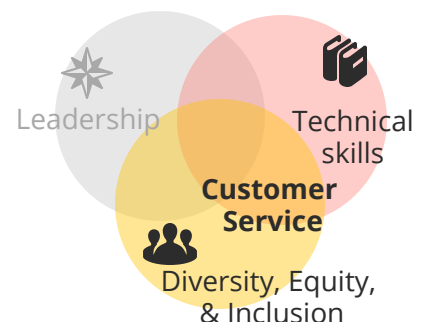 Leadership
Technical
skills
Customer
Service
Diversity, Equity,
& Inclusion